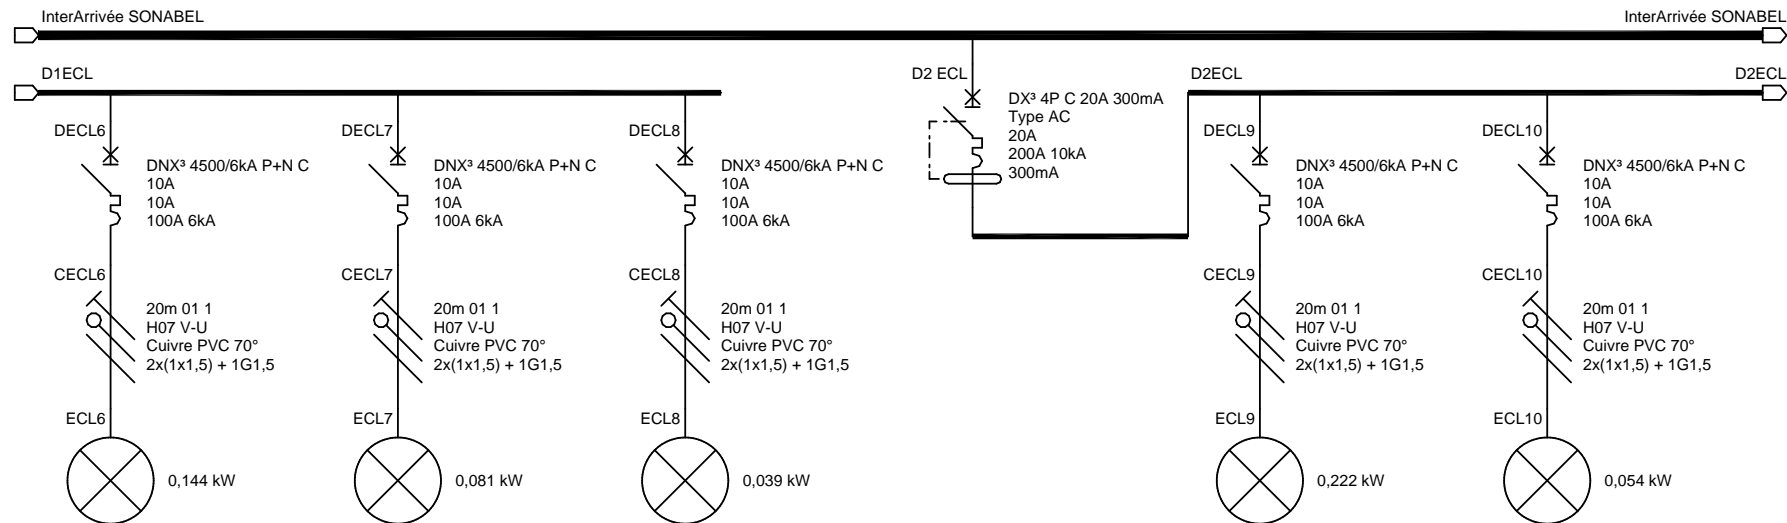 InterArrivée SONABEL
InterArrivée SONABEL
D1ECL
D2 ECL
D2ECL
D2ECL
DX³ 4P C 20A 300mA
Type AC
20A
200A 10kA
300mA
DECL6
DNX³ 4500/6kA P+N C
10A
10A
100A 6kA
DECL7
DNX³ 4500/6kA P+N C
10A
10A
100A 6kA
DECL8
DNX³ 4500/6kA P+N C
10A
10A
100A 6kA
DECL9
DNX³ 4500/6kA P+N C
10A
10A
100A 6kA
DECL10
DNX³ 4500/6kA P+N C
10A
10A
100A 6kA
CECL6
20m 01 1
H07 V-U
Cuivre PVC 70°
2x(1x1,5) + 1G1,5
CECL7
20m 01 1
H07 V-U
Cuivre PVC 70°
2x(1x1,5) + 1G1,5
CECL8
20m 01 1
H07 V-U
Cuivre PVC 70°
2x(1x1,5) + 1G1,5
CECL9
20m 01 1
H07 V-U
Cuivre PVC 70°
2x(1x1,5) + 1G1,5
CECL10
20m 01 1
H07 V-U
Cuivre PVC 70°
2x(1x1,5) + 1G1,5
ECL6
0,144 kW
ECL7
0,081 kW
ECL8
0,039 kW
ECL9
0,222 kW
ECL10
0,054 kW